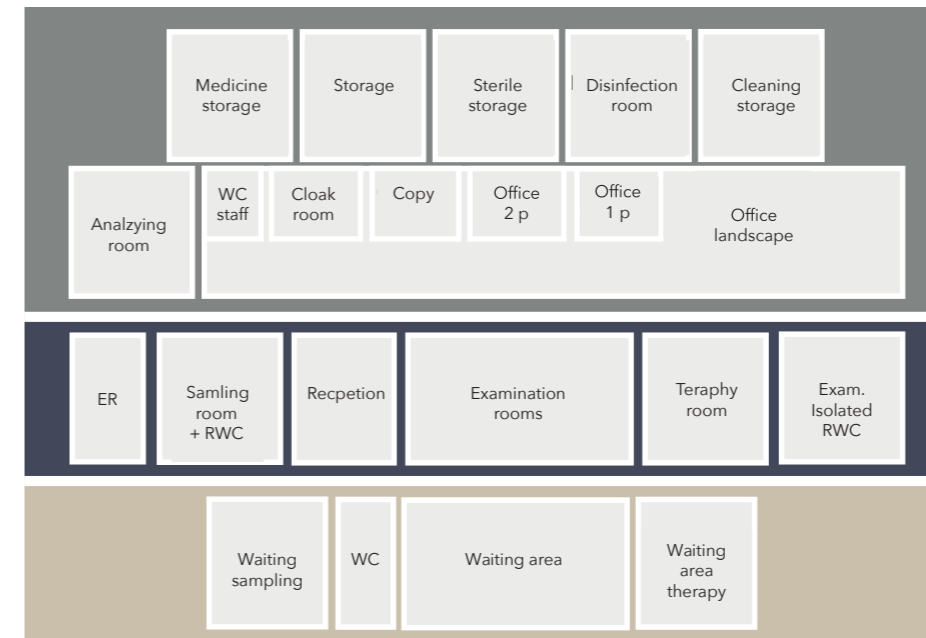 Medicine
storage
Storage
Sterile
storage
Disinfection
room
Cleaning
storage
Analzying
room
WC
staff
Cloak
room
Copy
Office
2 p
Office
1 p
Office
landscape
ER
Samling
room
+ RWC
Recpetion
Examination
rooms
Teraphy
room
Exam.
Isolated
RWC
Waiting
sampling
WC
Waiting area
Waiting
area
therapy